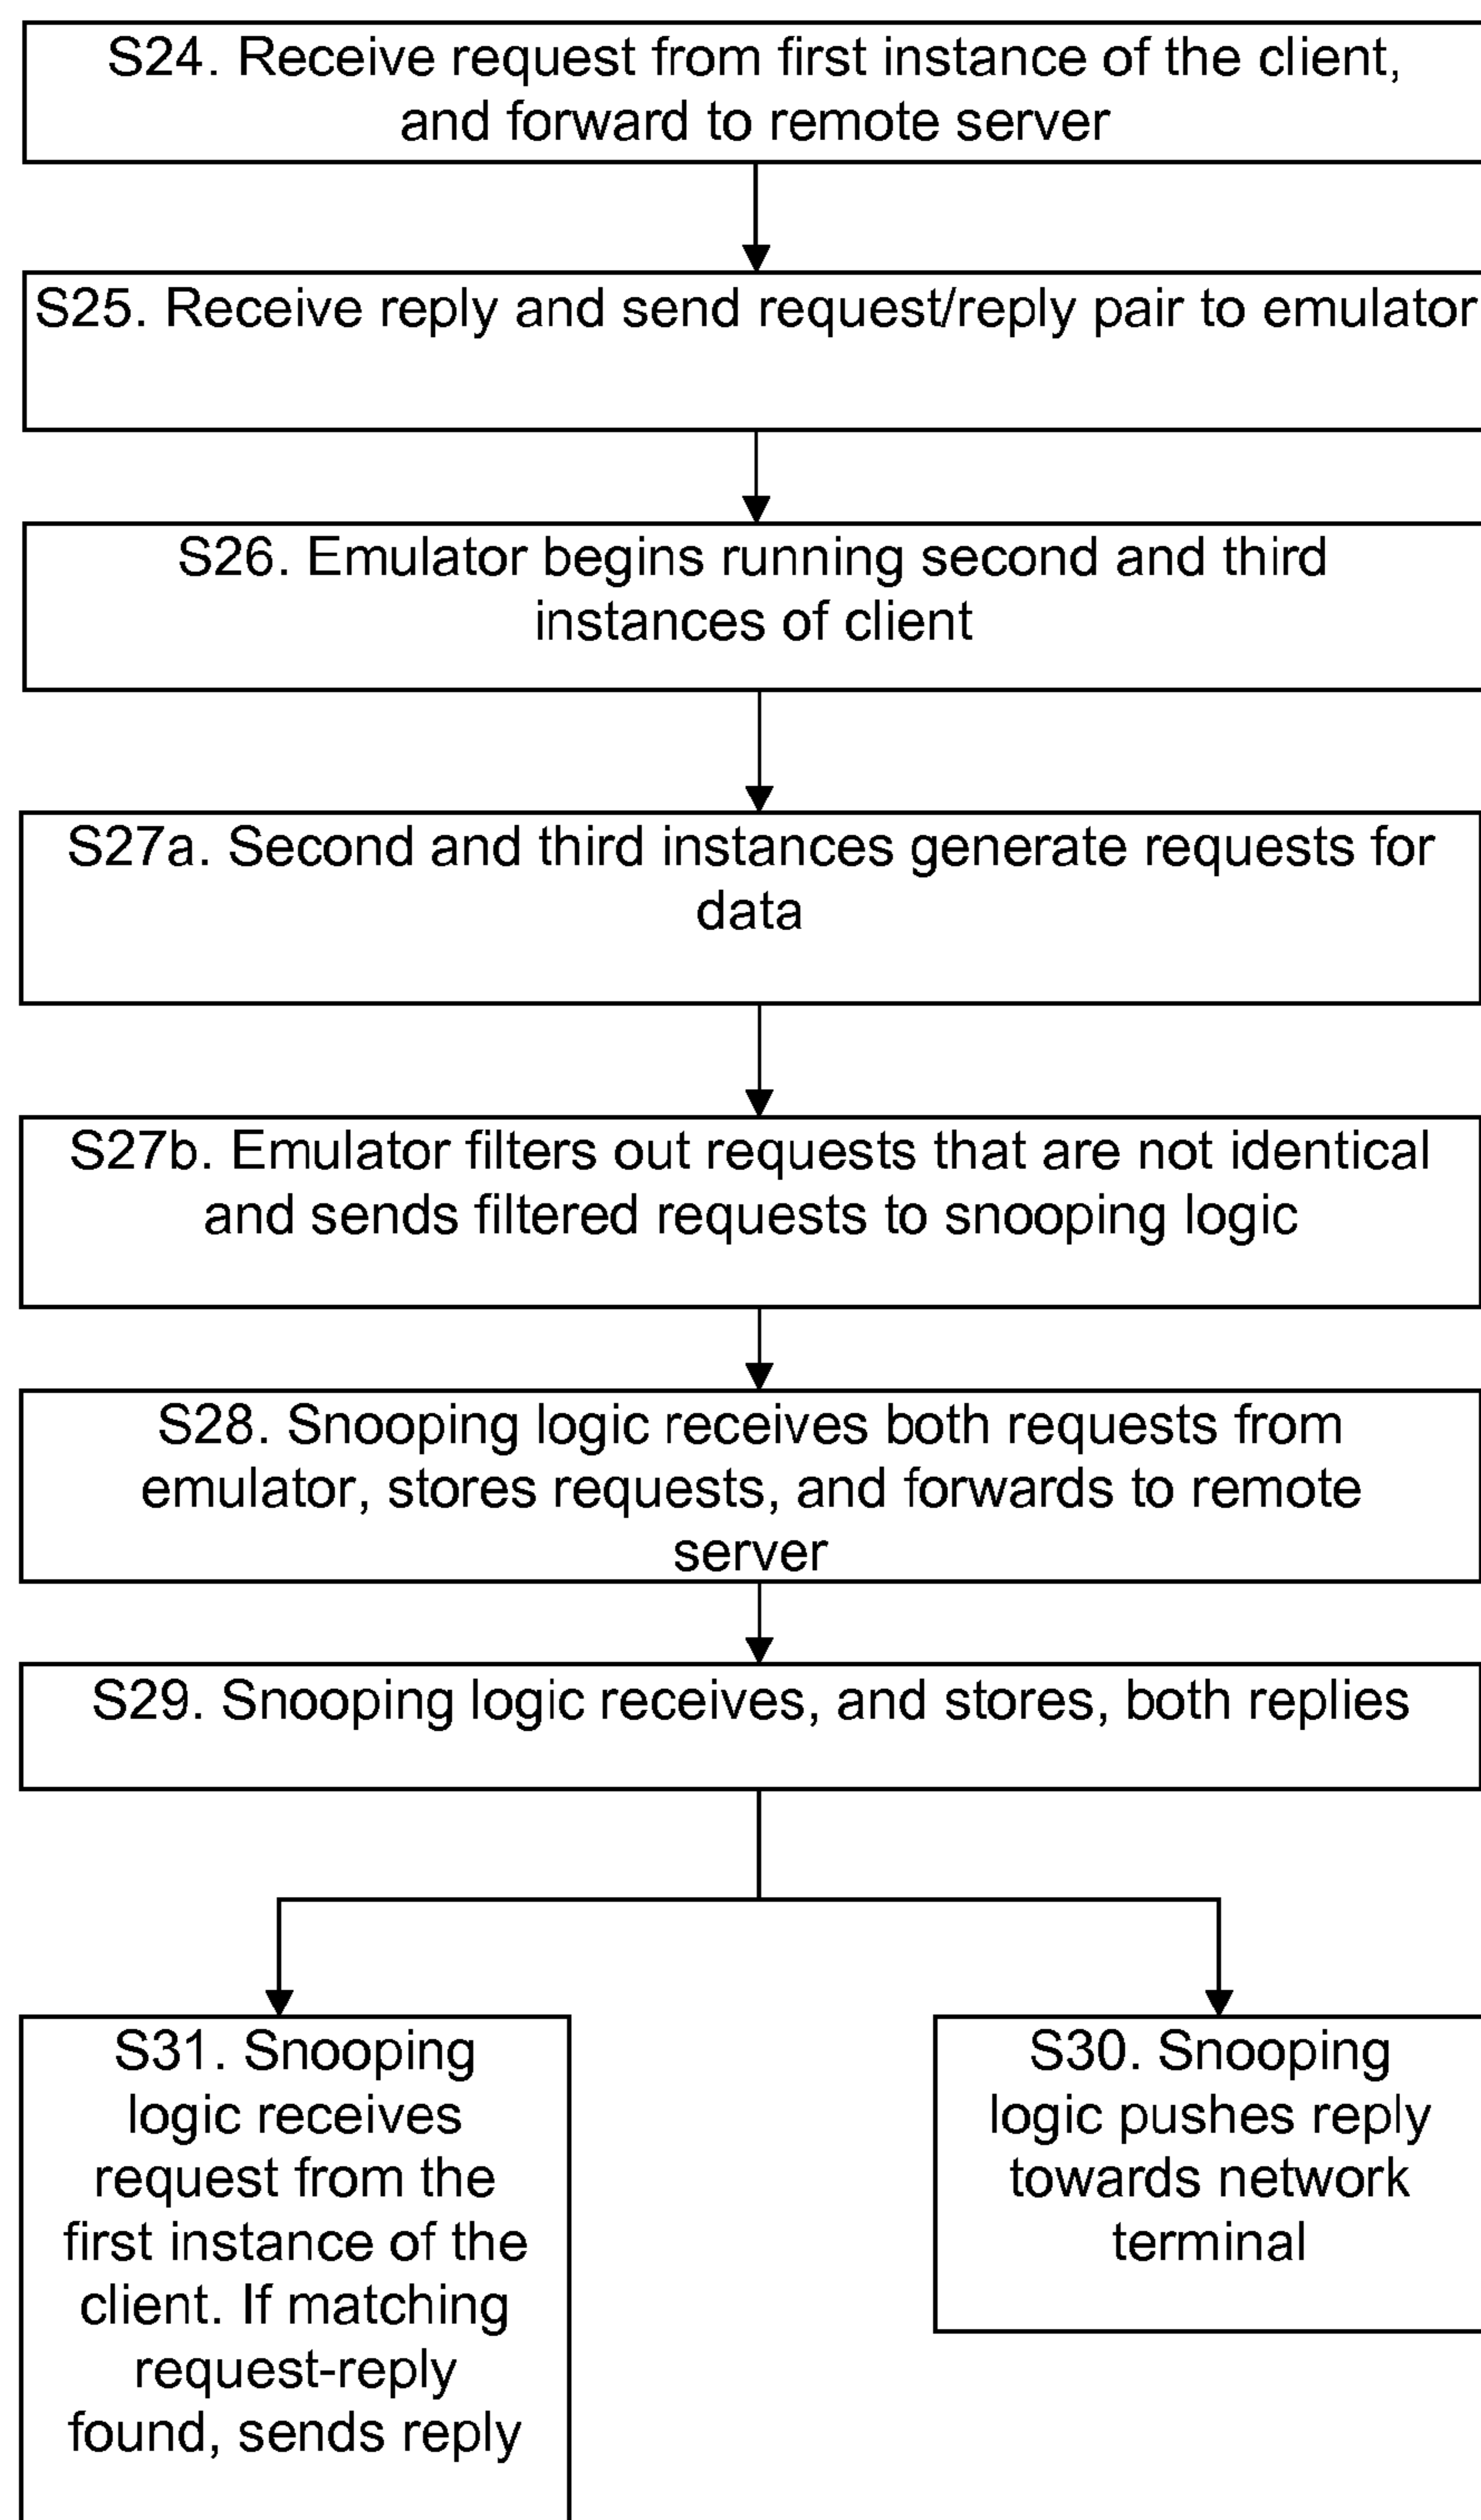 S24. Receive request from first instance of the client,
and forward to remote server
S25. Receive reply and send request/reply pair to emulator
S26. Emulator begins running second and third
instances of client
S27a. Second and third instances generate requests for
data
S27b. Emulator filters out requests that are not identical
and sends filtered requests to snooping logic
S28. Snooping logic receives both requests from
emulator, stores requests, and forwards to remote
server
S29. Snooping logic receives, and stores, both replies
S31. Snooping
logic receives
request from the
first instance of the
client. If matching
request-reply
found, sends reply
S30. Snooping
logic pushes reply
towards network
terminal